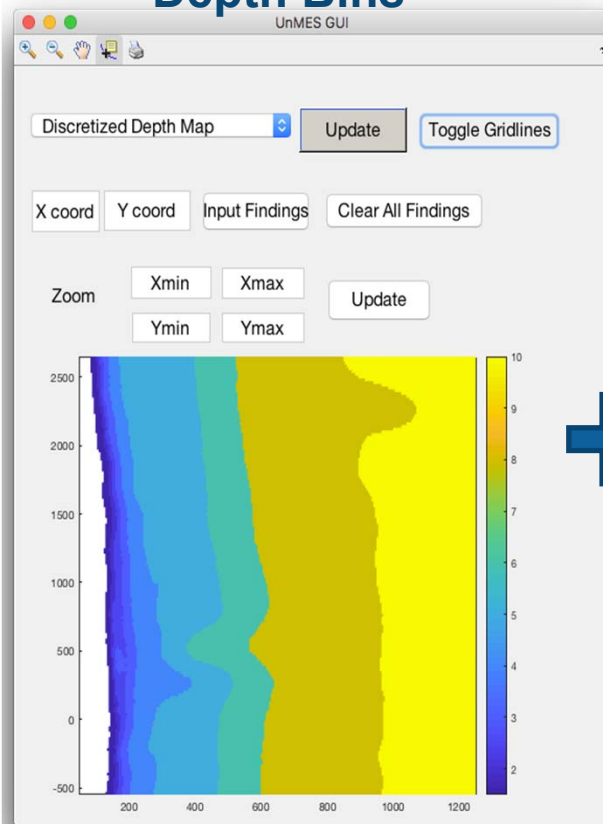 Depth Bins
UnMES GUI
Discretized Depth Map
Update
Toggle Gridlines
X coord
Y coord
Input Findings
Clear All Findings
Zoom
Xmin
Xmax
Update
Ymin
Ymax
2500
2000
1500
1000
500
0
-500
200
400
600
800
1000
1200
10
9
8
7
6
5
4
3
2